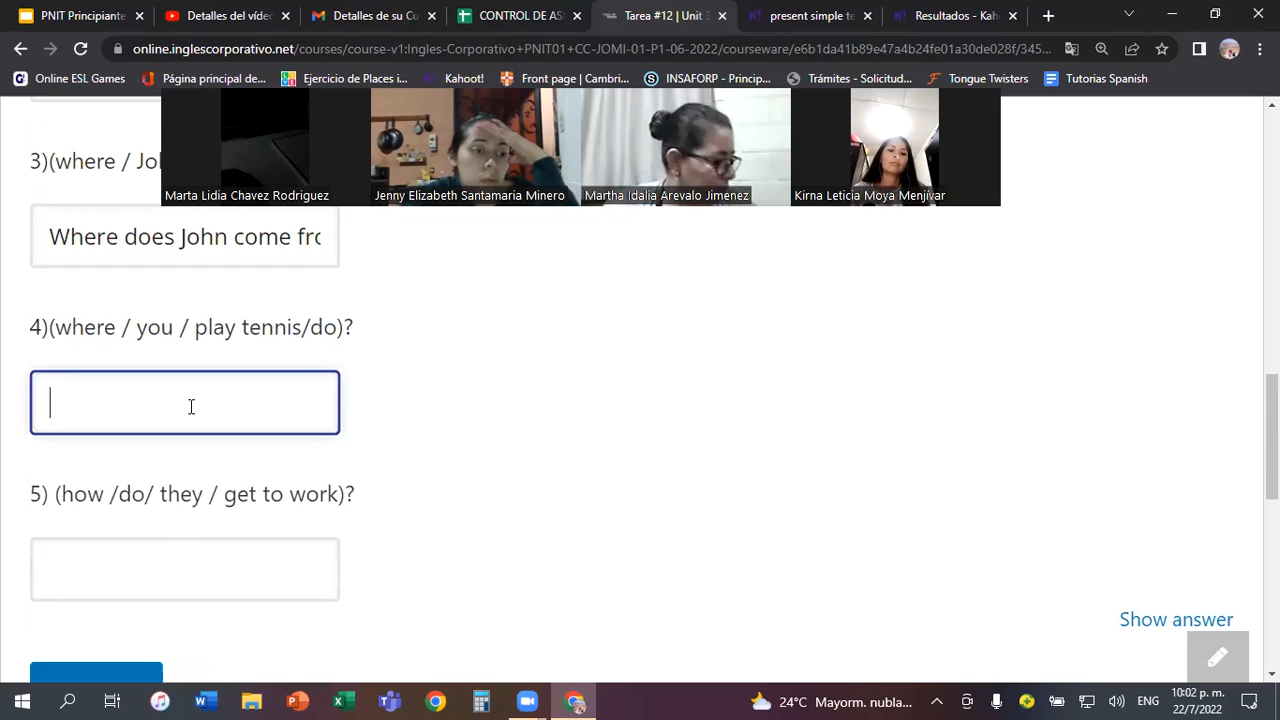 PNIT Principiante
Detalles del víde
Detalles de su Cu
CONTROL DE AS
Tarea #12 | Unit
present simple te
Resultados - Kah
online.inglescorporativo.net/courses/course-v1:Ingles-Corporativo+PNIT01+CC-JOMI-01-P1-06-2022/courseware/e6b1da41b89e47a4b24fe01a30de028f/345...
Online ESL Games
Página principal de...
Ejercicio de Places i...
Kahoot!
Front page | Cambri...
INSAFORP - Princip...
Trámites - Solicitud...
Tongue Twisters
Tutorias Spanish
Marta Lidia Chavez Rodriguez
Jenny Elizabeth Santamaria Minero
Martha Idalia Arevalo Jimenez
Kirna Leticia Moya Menjivar
3)(where / Jo
Where does John come fro
4)(where / you / play tennis/do)?
5) (how /do/ they / get to work)?
Show answer
24°C Mayorm. nubla...
ENG
10:02 p. m.
22/7/2022